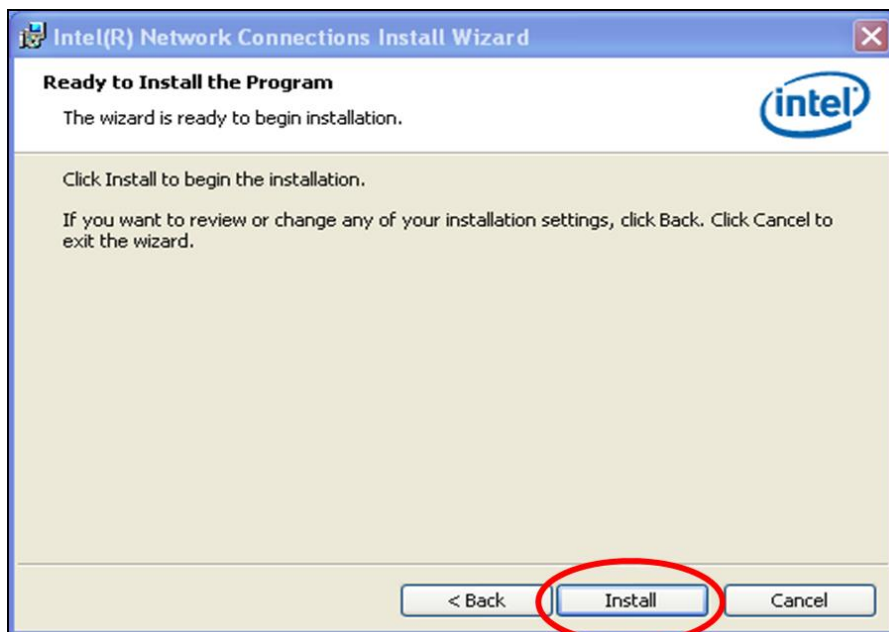 Intel(R) Network Connections Install Wizard
Ready to Install the Program
The wizard is ready to begin installation.
intel
Click Install to begin the installation.
If you want to review or change any of your installation settings, click Back. Click Cancel to
exit the wizard.
< Back
Install
Cancel